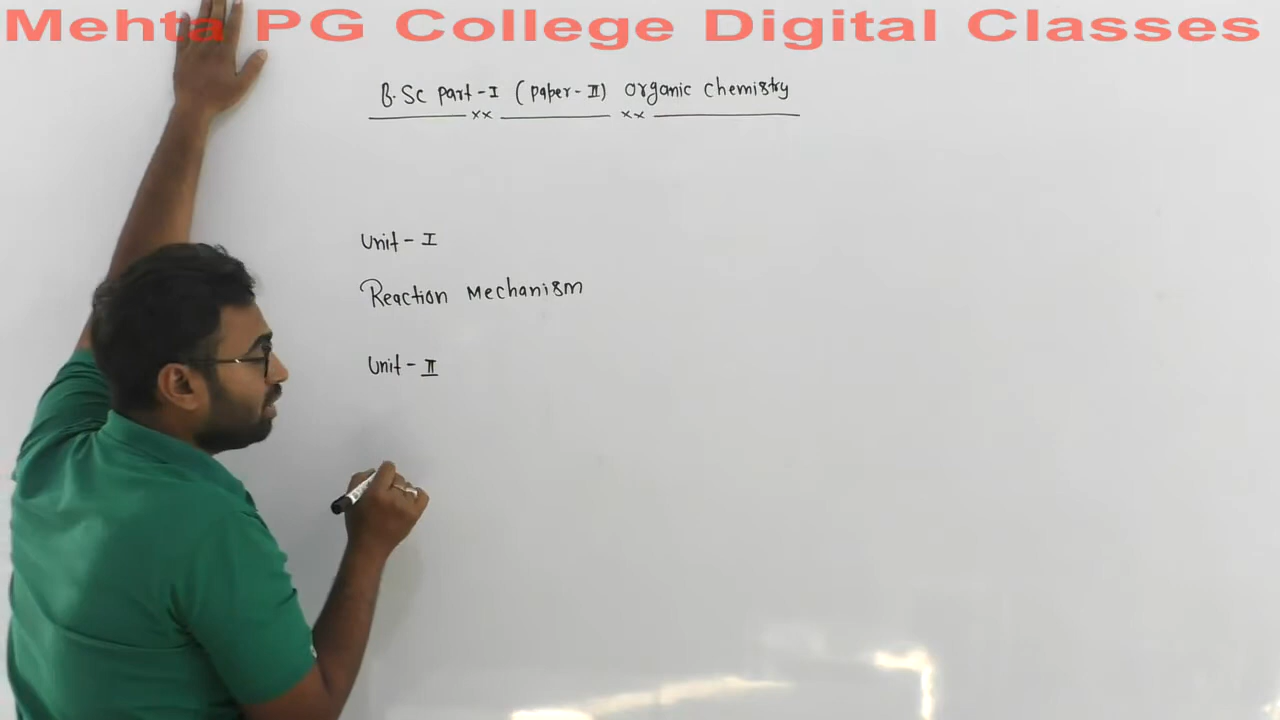 Mehta PG College Digital Classes
B.Sc part-I (paper-II) organic chemistry
xx xx
Unit-I
Reaction Mechanism
Unit-II